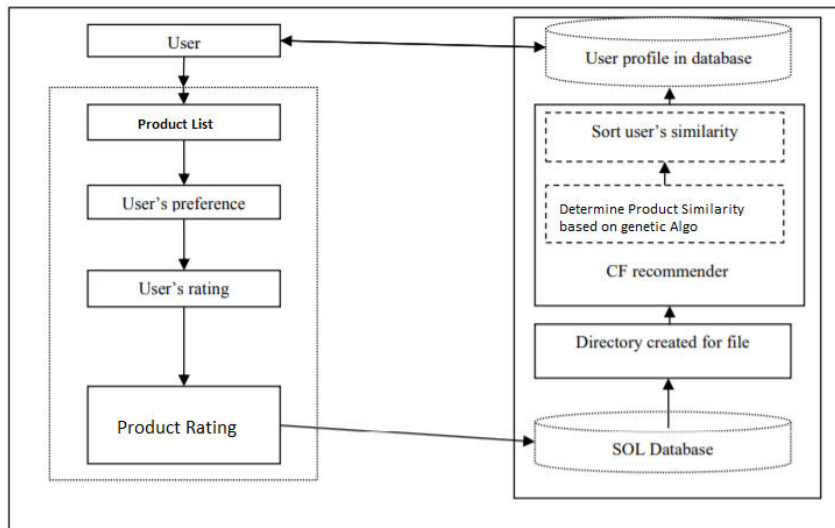 User
Product List
User's preference
User's rating
Product Rating
User profile in database
Sort user's similarity
Determine Product Similarity
based on genetic Algo
CF recommender
Directory created for file
SOL Database